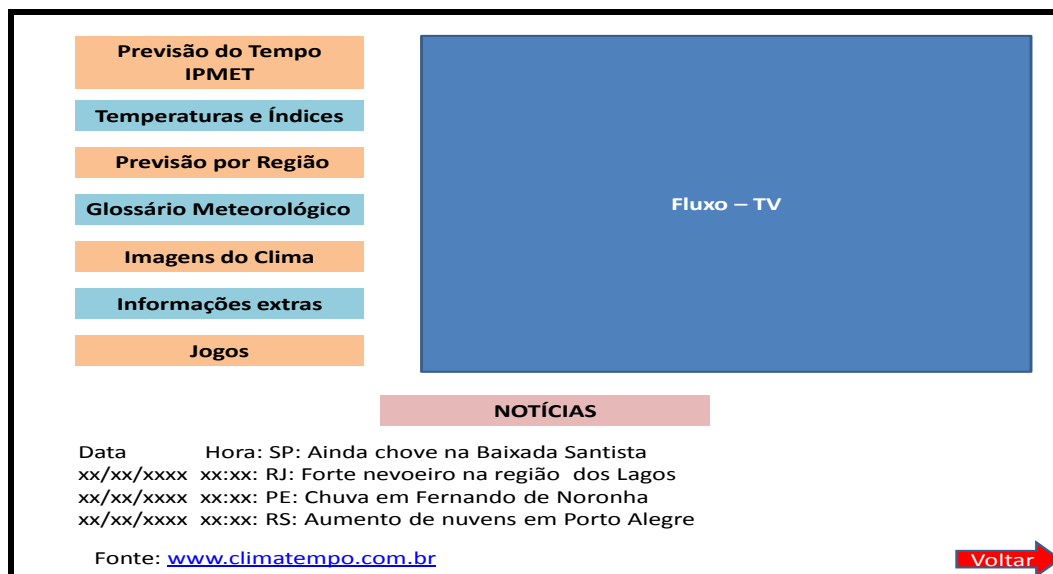 Previsão do Tempo
IPMET
Temperaturas e Índices
Previsão por Região
Glossário Meteorológico
Imagens do Clima
Informações extras
Jogos
Fluxo – TV
NOTÍCIAS
Data Hora: SP: Ainda chove na Baixada Santista
xx/xx/xxxx xx:xx: RJ: Forte nevoeiro na região dos Lagos
xx/xx/xxxx xx:xx: PE: Chuva em Fernando de Noronha
xx/xx/xxxx xx:xx: RS: Aumento de nuvens em Porto Alegre
Fonte: www.climatempo.com.br
Voltar